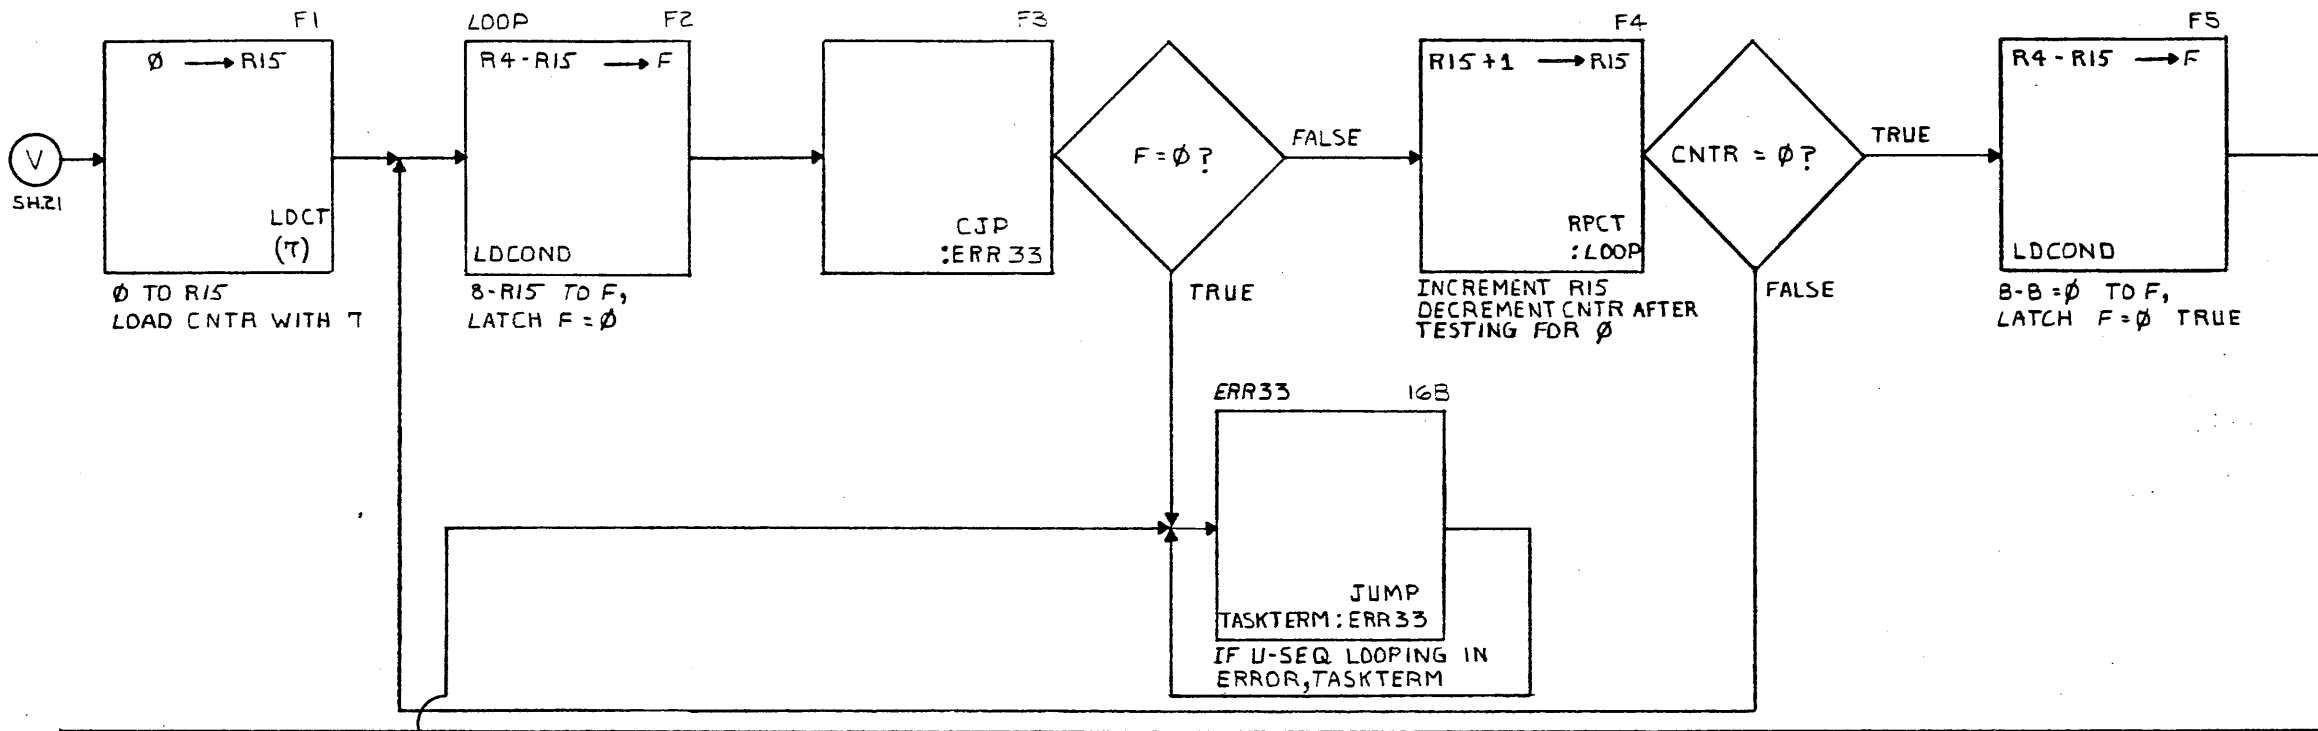 F1
Ø → R15
LDCT
(7)
Ø TO R15
LOAD CNTR WITH 7
V
SH.21
LOOP F2
R4-R15 → F
LDCOND
8-R15 TO F,
LATCH F=Ø
F3
CJP
:ERR33
F=Ø?
FALSE
TRUE
F4
R15+1 → R15
RPCT
:LOOP
INCREMENT R15
DECREMENT CNTR AFTER
TESTING FOR Ø
CNTR = Ø?
TRUE
FALSE
F5
R4-R15 → F
LDCOND
8-8=Ø TO F,
LATCH F=Ø TRUE
ERR33 16B
JUMP
TASKTERM:ERR33
IF U-SEQ LOOPING IN
ERROR,TASKTERM